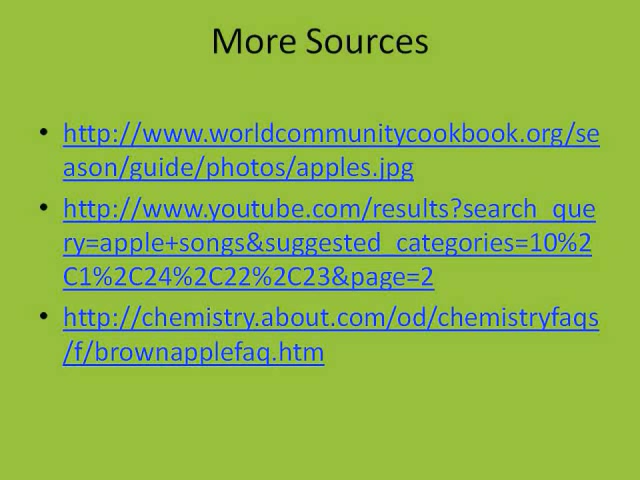 More Sources
• http://www.worldcommunitycookbook.org/se
ason/guide/photos/apples.jpg
• http://www.youtube.com/results?search_que
ry=apple+songs&suggested_categories=10%2
C1%2C24%2C22%2C23&page=2
• http://chemistry.about.com/od/chemistryfaqs
/f/brownapplefaq.htm